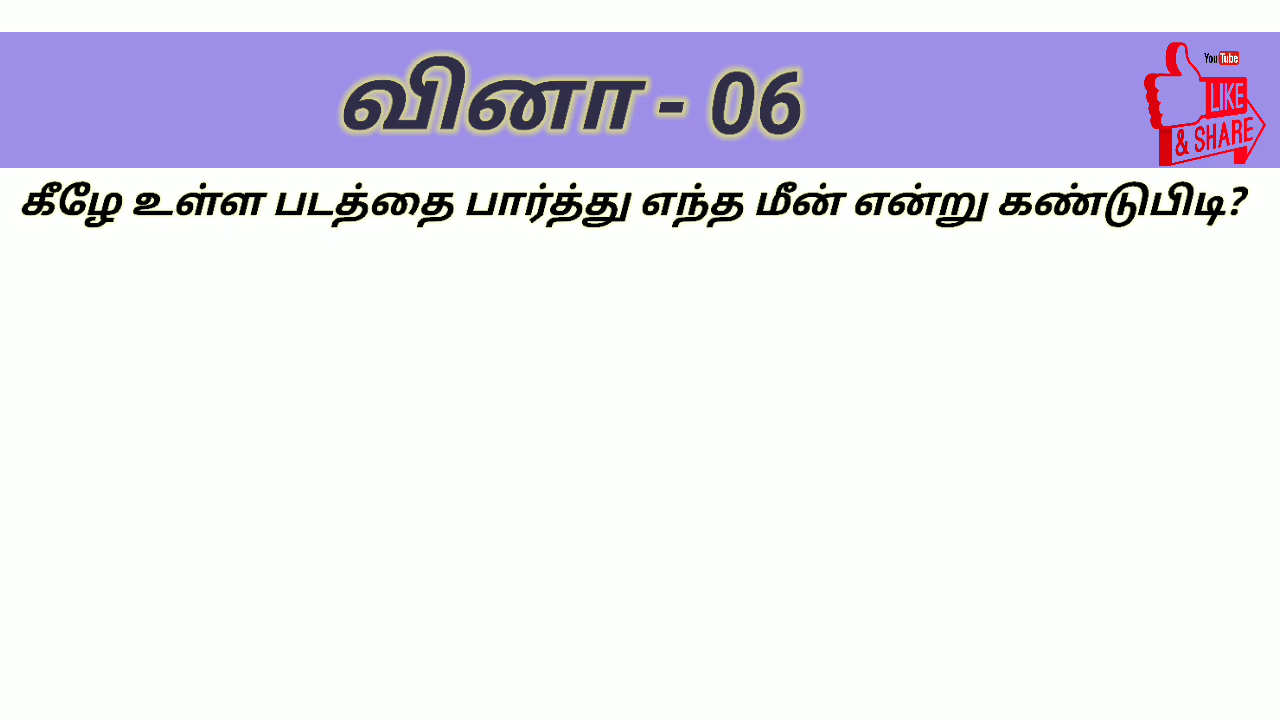 வினா - 06
YouTube
LIKE
& SHARE
கீழே உள்ள படத்தை பார்த்து எந்த மீன் என்று கண்டுபிடி?